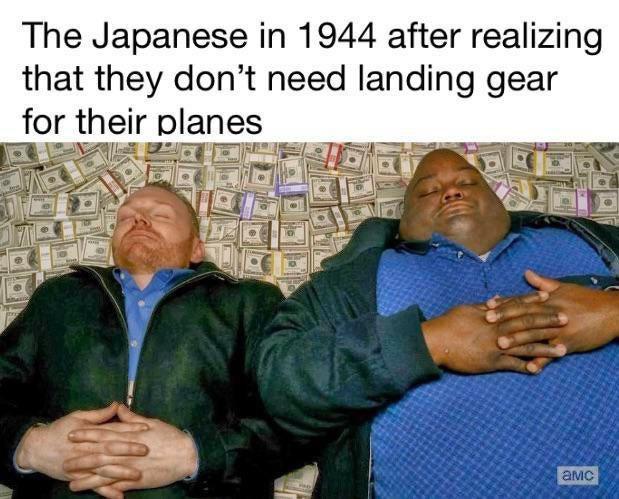 The Japanese in 1944 after realizing
that they don’t need landing gear
for their planes
aMC